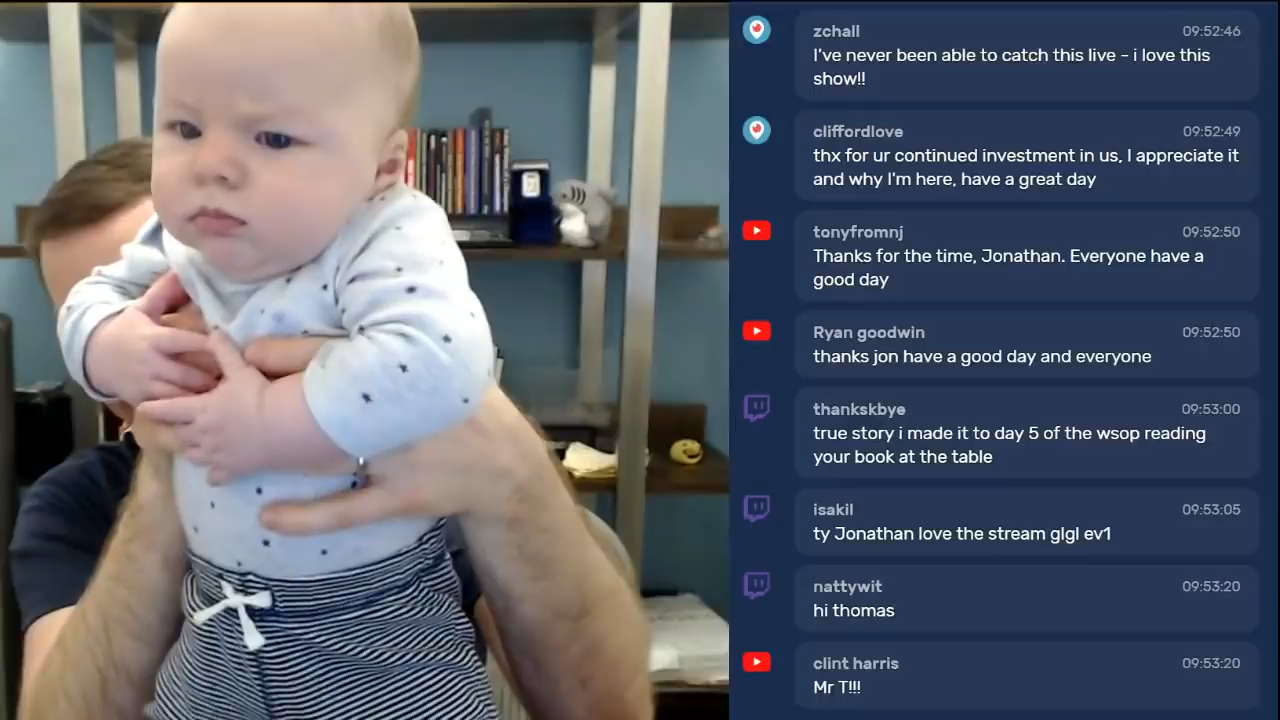 zchall 09:52:46
I've never been able to catch this live - i love this
show!!
cliffordlove 09:52:49
thx for ur continued investment in us, I appreciate it
and why I'm here, have a great day
tonyfromnj 09:52:50
Thanks for the time, Jonathan. Everyone have a
good day
Ryan goodwin 09:52:50
thanks jon have a good day and everyone
thankskbye 09:53:00
true story i made it to day 5 of the wsop reading
your book at the table
isakil 09:53:05
ty Jonathan love the stream glgl ev1
nattywit 09:53:20
hi thomas
clint harris 09:53:20
Mr T!!!